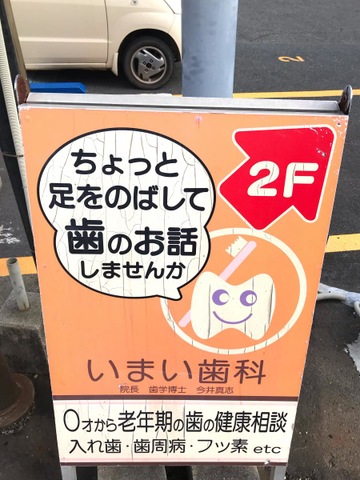 ちょっと
足をのばして
歯のお話
しませんか
2F
いまい歯科
院長 歯学博士 今井真志
0才から老年期の歯の健康相談
入れ歯・歯周病・フッ素 etc
2